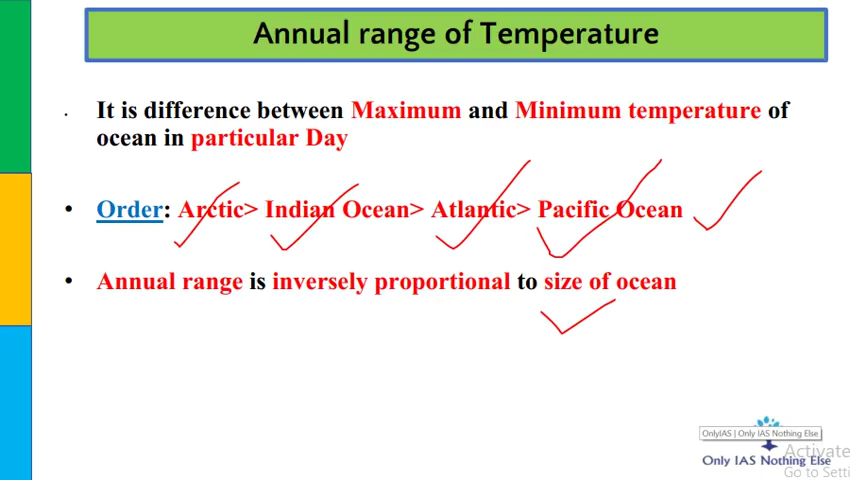 Annual range of Temperature
It is difference between Maximum and Minimum temperature of
ocean in particular Day
• Order: Arctic> Indian Ocean> Atlantic> Pacific Ocean
• Annual range is inversely proportional to size of ocean
OnlyIAS | Only IAS Nothing Else
Activate
Only IAS Nothing Else
Go to Setti